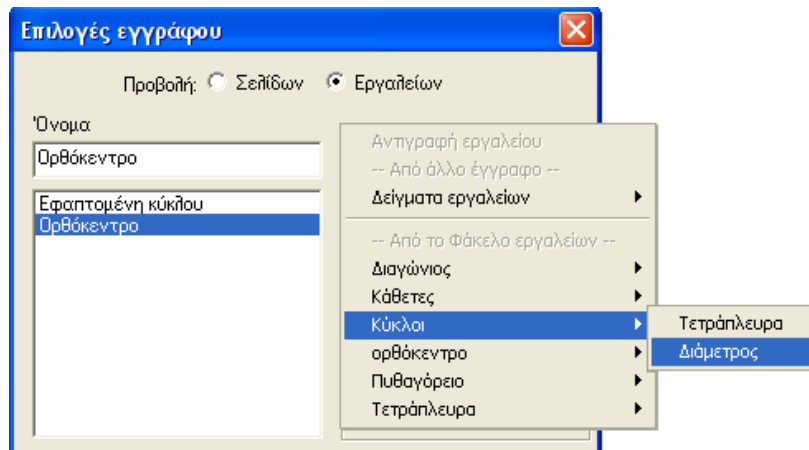 Επιλογές εγγράφου
Προβολή: Σελίδων Εργαλείων
Όνομα
Ορθόκεντρο
Εφαπτομένη κύκλου
Ορθόκεντρο
Αντιγραφή εργαλείου
-- Από άλλο έγγραφο --
Δείγματα εργαλείων
-- Από το Φάκελο εργαλείων --
Διαγώνιος
Κάθετες
Κύκλοι
ορθόκεντρο
Πυθαγόρειο
Τετράπλευρα
Τετράπλευρα
Διάμετρος